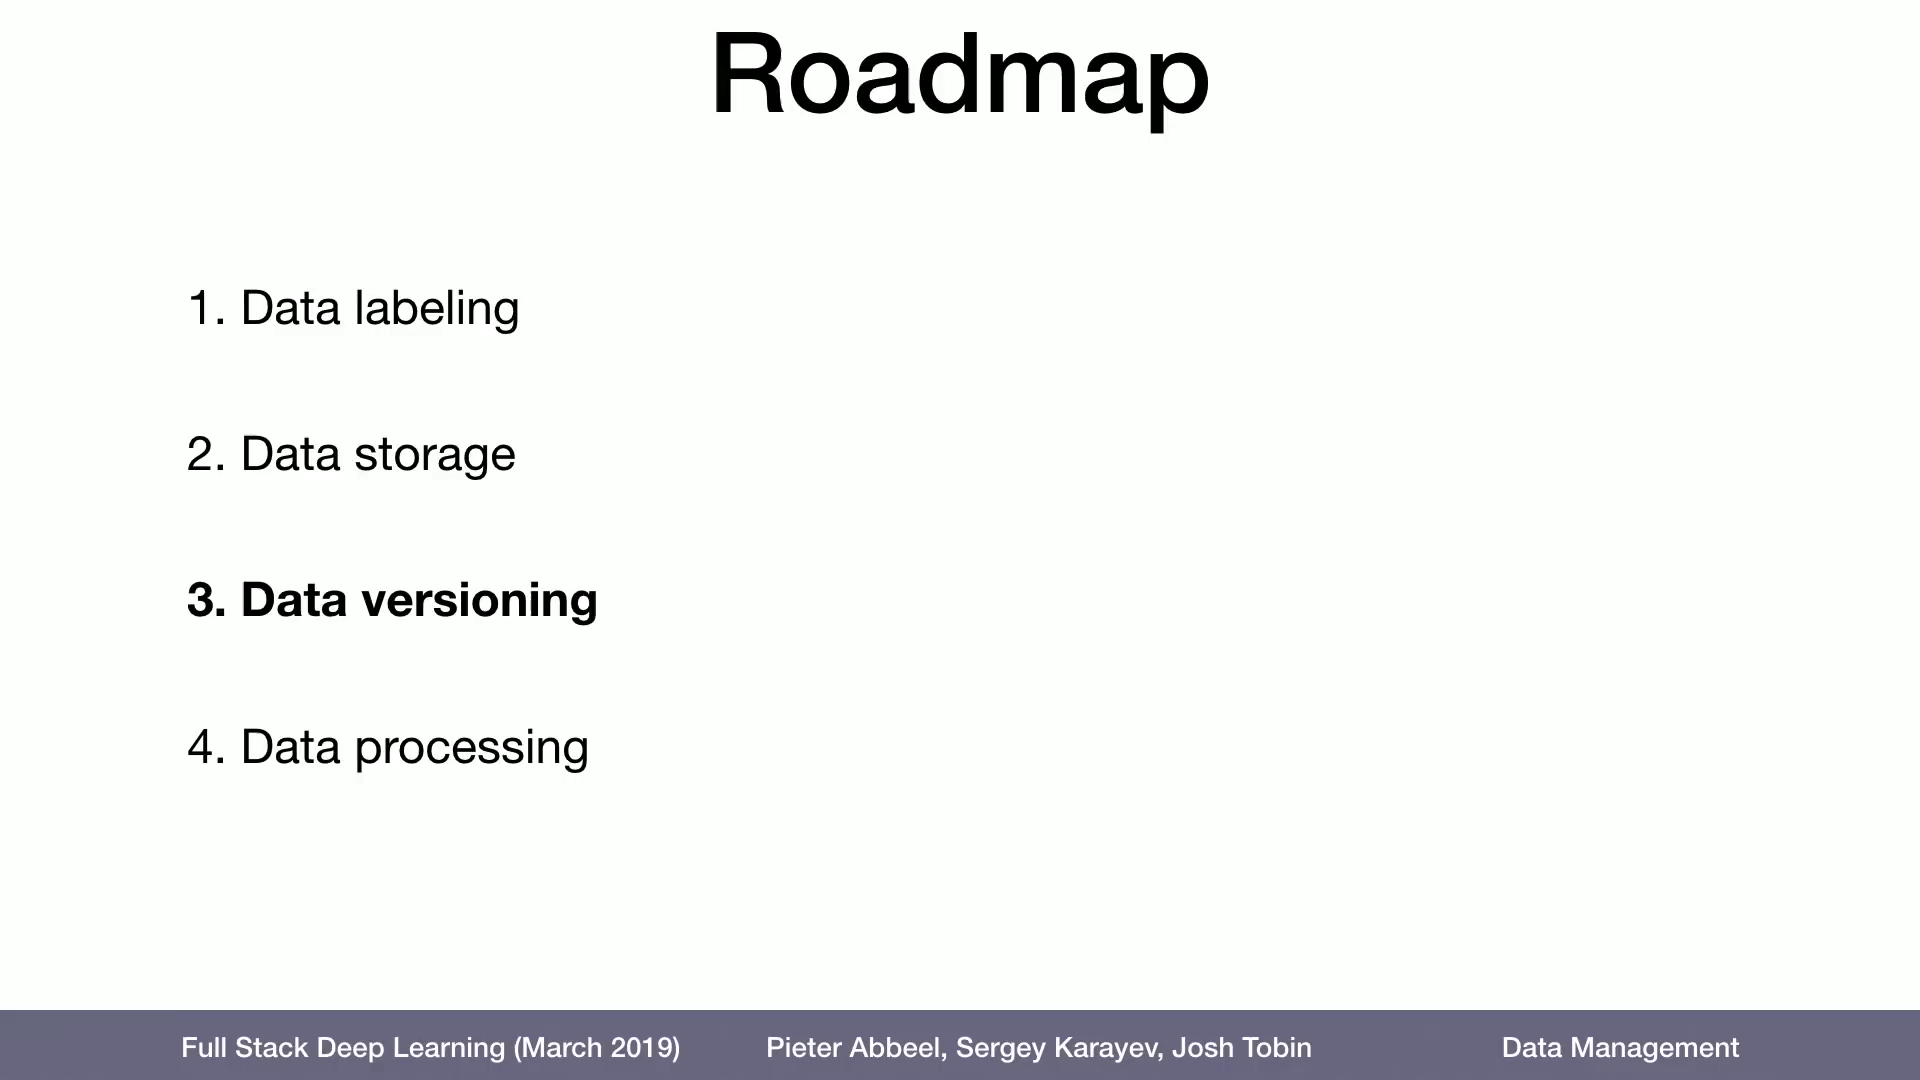 Roadmap
1. Data labeling
2. Data storage
3. Data versioning
4. Data processing
Full Stack Deep Learning (March 2019) Pieter Abbeel, Sergey Karayev, Josh Tobin Data Management